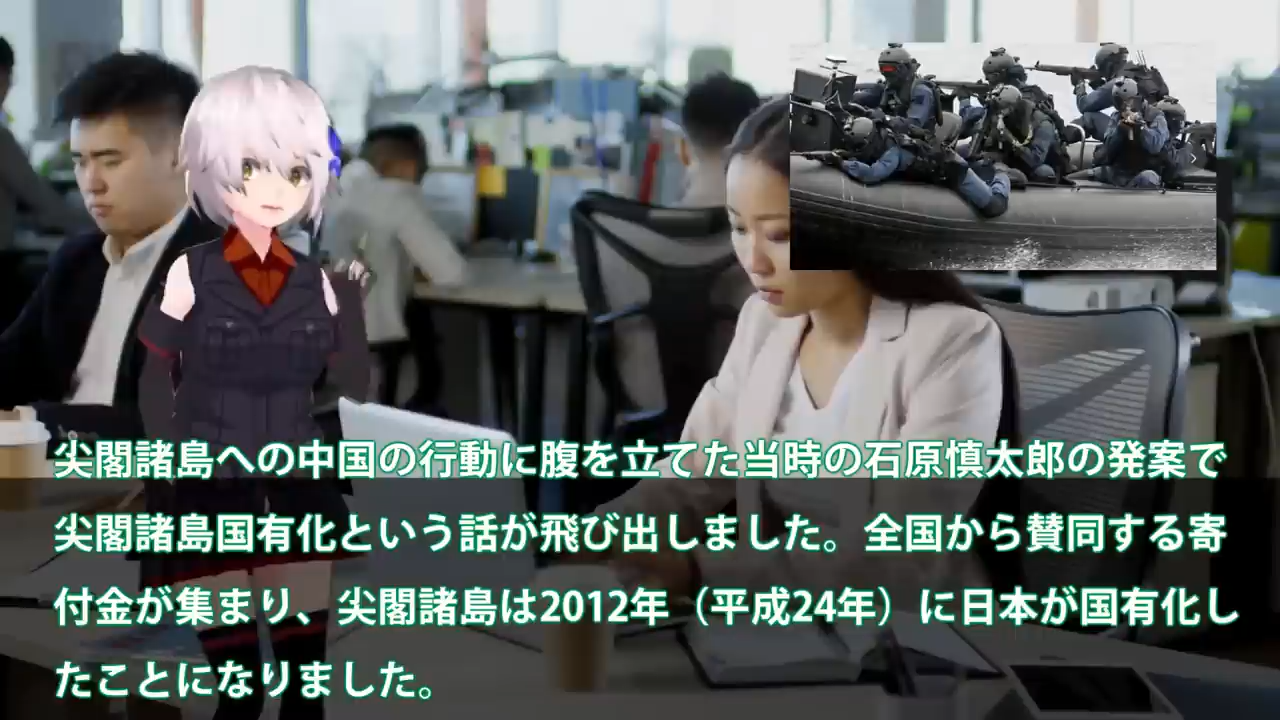 尖閣諸島への中国の行動に腹を立てた当時の石原慎太郎の発案で
尖閣諸島国有化という話が飛び出しました。全国から賛同する寄
付金が集まり、尖閣諸島は2012年（平成24年）に日本が国有化し
たことになりました。